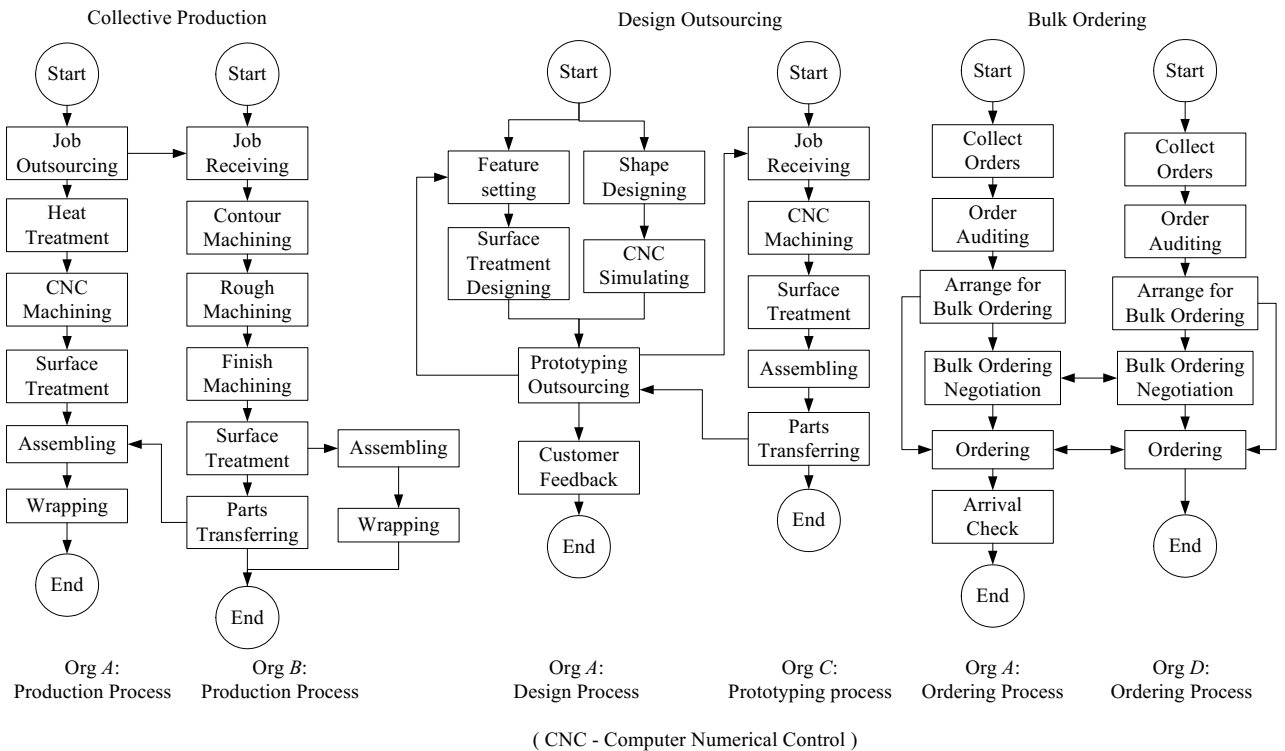 Collective Production
Start
Job
Outsourcing
Heat
Treatment
CNC
Machining
Surface
Treatment
Assembling
Wrapping
End
Org A:
Production Process
Start
Job
Receiving
Contour
Machining
Rough
Machining
Finish
Machining
Surface
Treatment
Parts
Transferring
Assembling
Wrapping
End
Org B:
Production Process
Design Outsourcing
Start
Feature
setting
Surface
Treatment
Designing
Shape
Designing
CNC
Simulating
Prototyping
Outsourcing
Customer
Feedback
End
Org A:
Design Process
Start
Job
Receiving
CNC
Machining
Surface
Treatment
Assembling
Parts
Transferring
End
Org C:
Prototyping process
Bulk Ordering
Start
Collect
Orders
Order
Auditing
Arrange for
Bulk Ordering
Bulk Ordering
Negotiation
Ordering
Arrival
Check
End
Org A:
Ordering Process
Start
Collect
Orders
Order
Auditing
Arrange for
Bulk Ordering
Bulk Ordering
Negotiation
Ordering
End
Org D:
Ordering Process
( CNC - Computer Numerical Control )